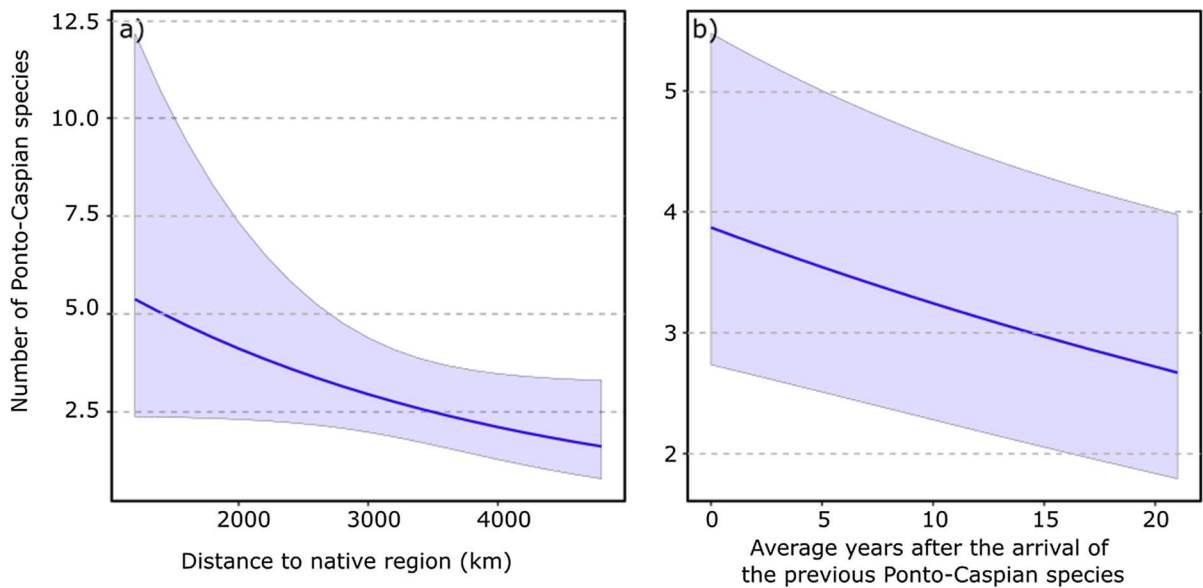 a)
12.5
10.0
7.5
5.0
2.5
Number of Ponto-Caspian species
2000 3000 4000
Distance to native region (km)
b)
5
4
3
2
0 5 10 15 20
Average years after the arrival of
the previous Ponto-Caspian species